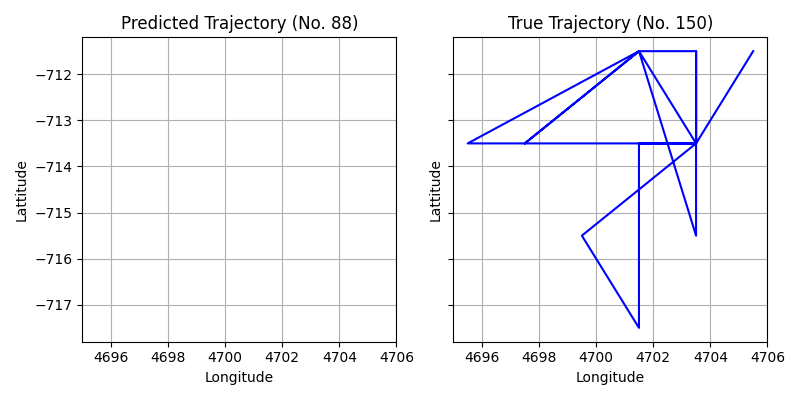 Predicted Trajectory (No. 88)
True Trajectory (No. 150)
Lattitude
−712
−713
−714
−715
−716
−717
4696 4698 4700 4702 4704 4706
Longitude
Lattitude
4696 4698 4700 4702 4704 4706
Longitude